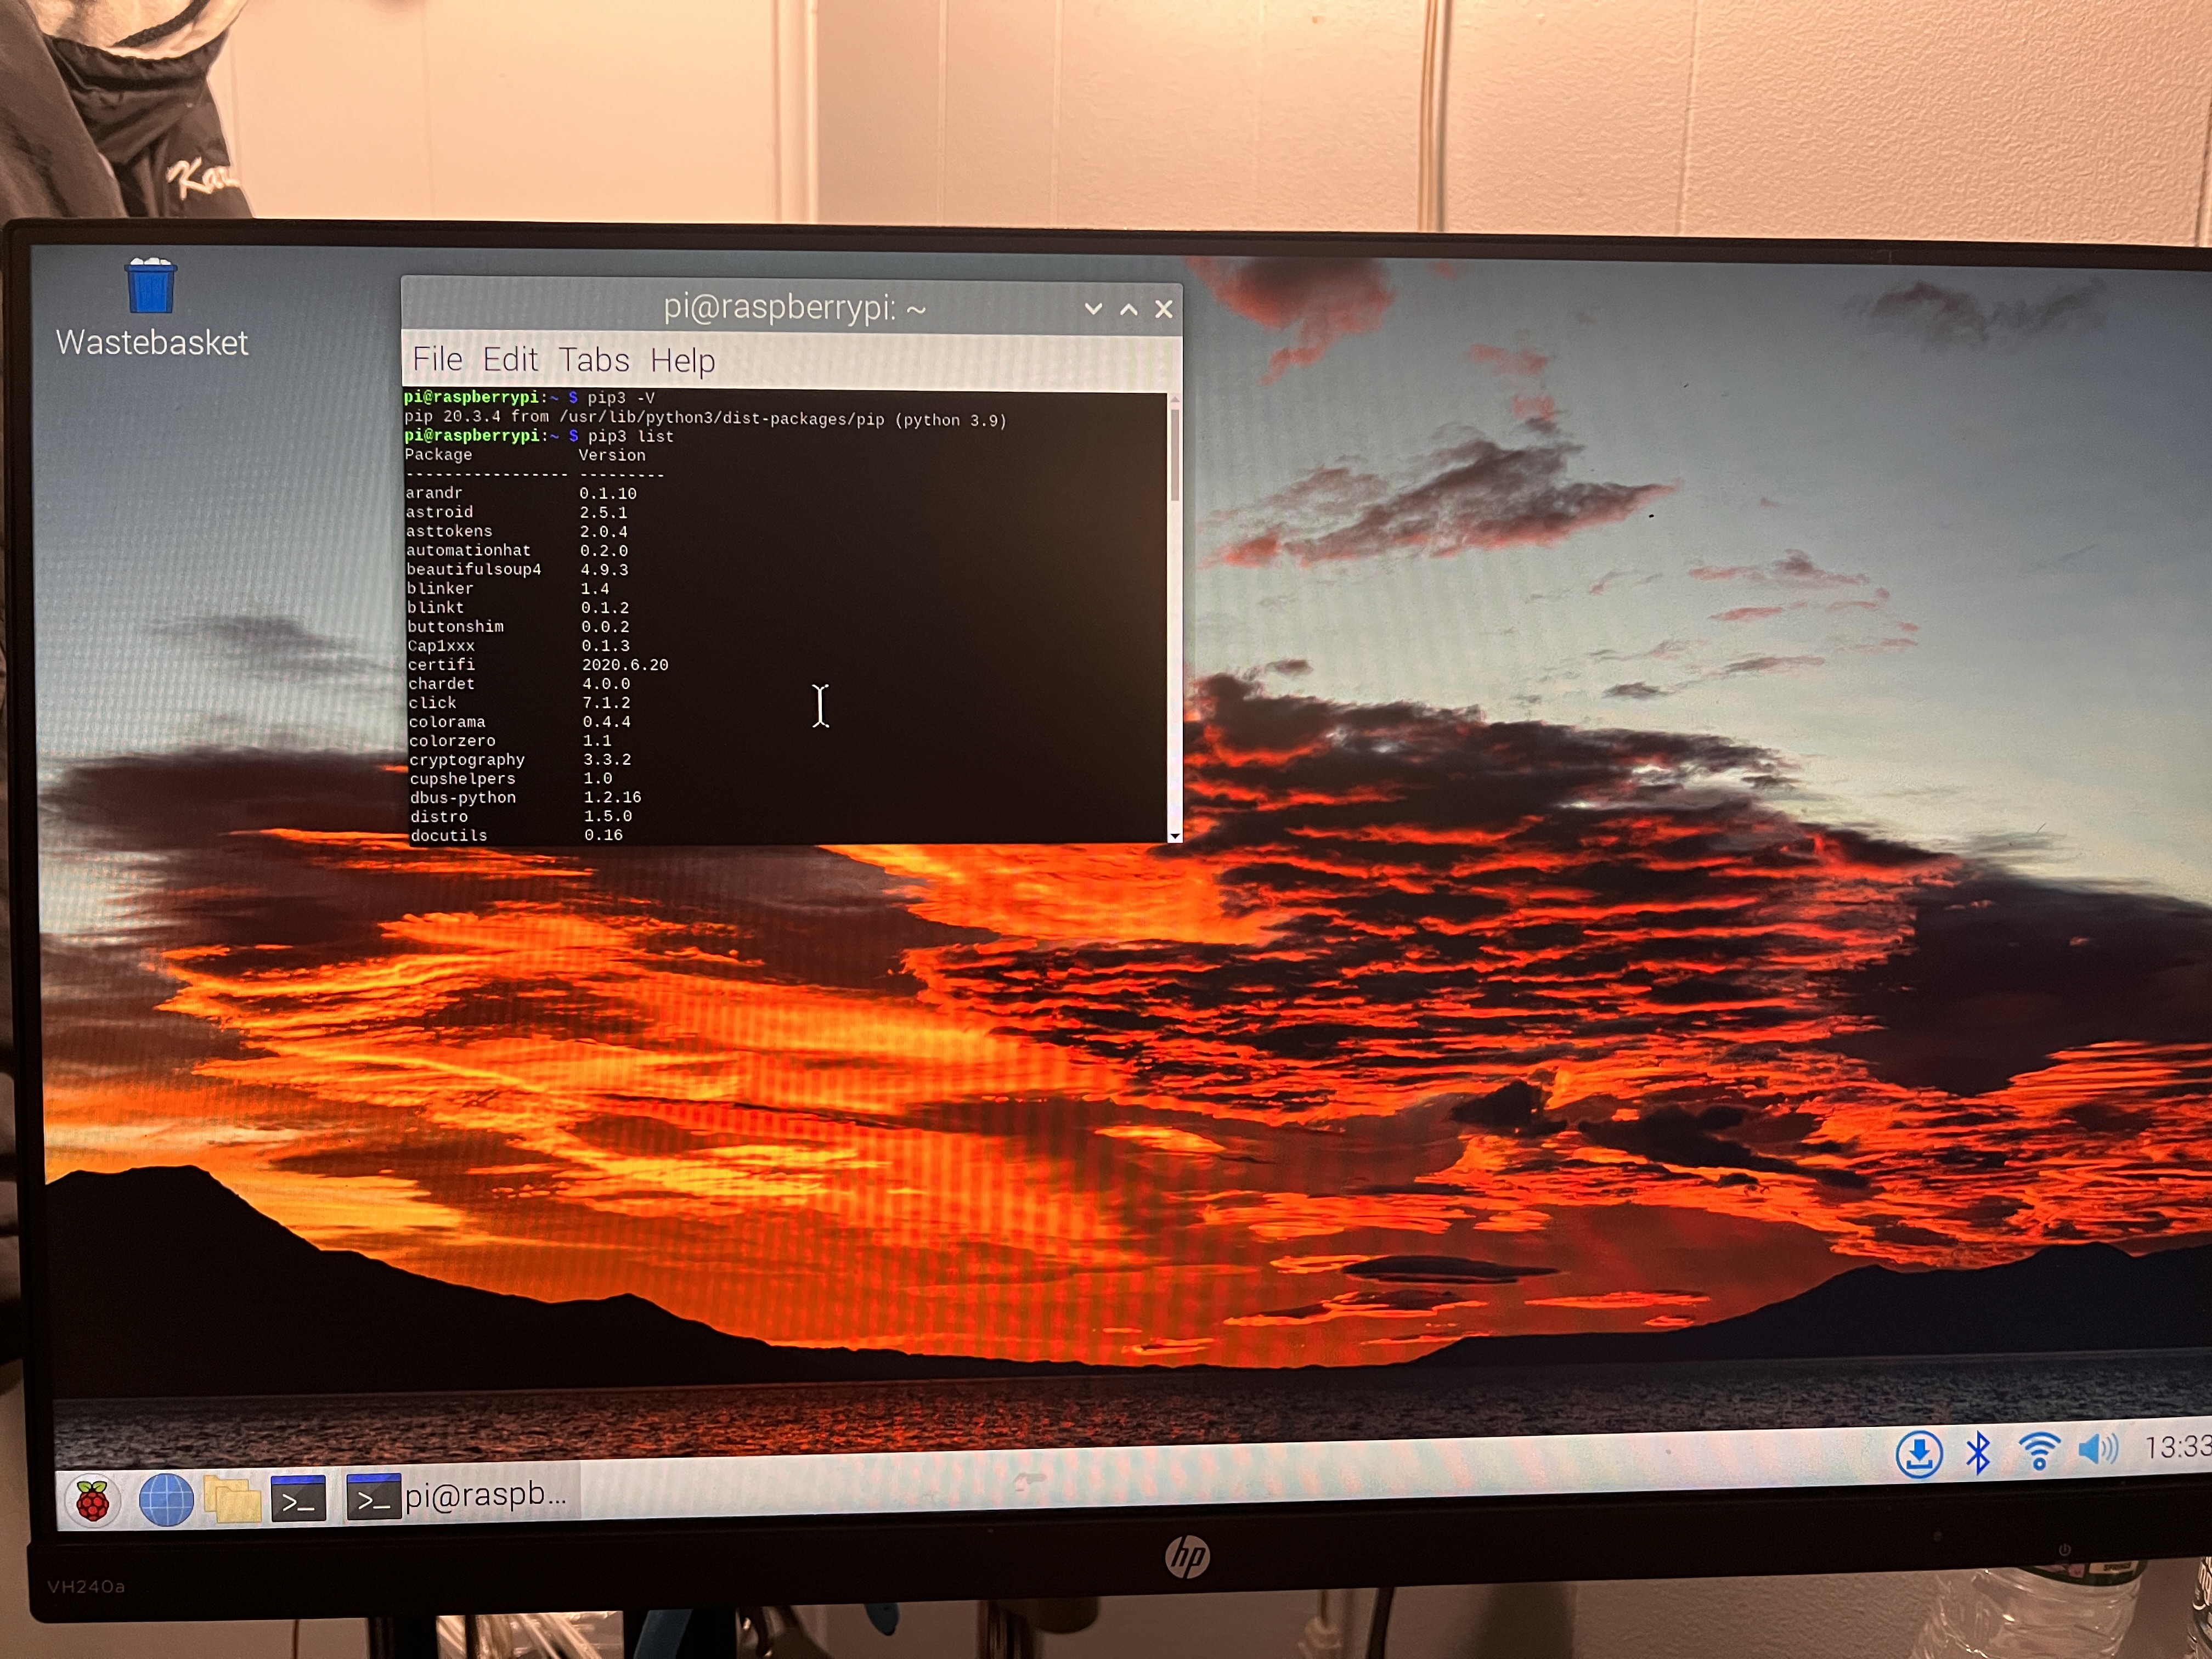 Wastebasket
pi@raspberrypi: ~
File Edit Tabs Help
pi@raspberrypi:~ $ pip3 -V
pip 20.3.4 from /usr/lib/python3/dist-packages/pip (python 3.9)
pi@raspberrypi:~ $ pip3 list
Package Version
----------------- ---------
arandr 0.1.10
astroid 2.5.1
asttokens 2.0.4
automationhat 0.2.0
beautifulsoup4 4.9.3
blinker 1.4
blinkt 0.1.2
buttonshim 0.0.2
Cap1xxx 0.1.3
certifi 2020.6.20
chardet 4.0.0
click 7.1.2
colorama 0.4.4
colorzero 1.1
cryptography 3.3.2
cupshelpers 1.0
dbus-python 1.2.16
distro 1.5.0
docutils 0.16
>_ >_ pi@raspb... 13:33
hp
VH240a